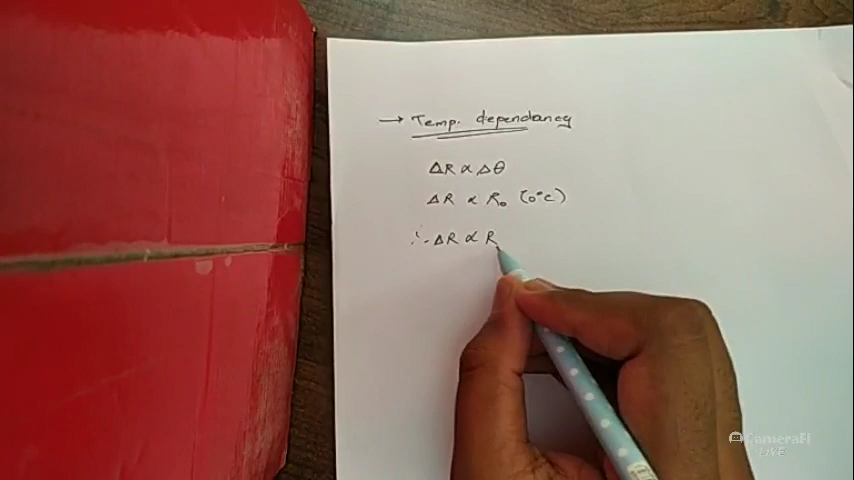 → Temp. dependancy
ΔR ∝ Δθ
ΔR ∝ R₀ (0°C)
∴ ΔR ∝ R
CameraFi
LIVE